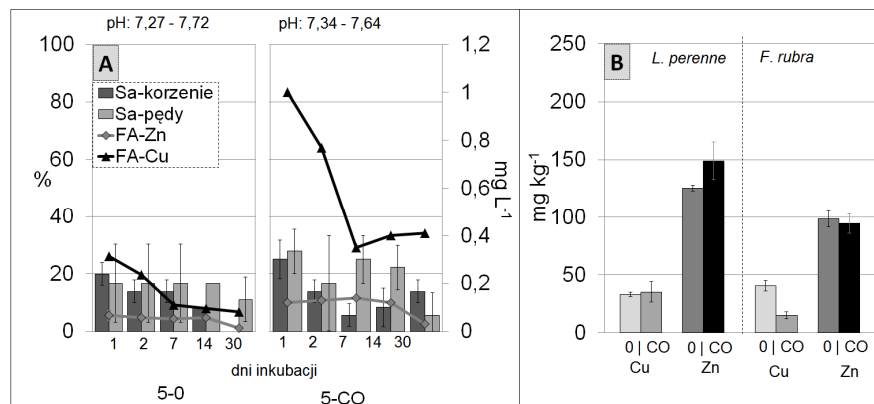 pH: 7,27 - 7,72
pH: 7,34 - 7,64
A
Sa-korzenie
Sa-pędy
FA-Zn
FA-Cu
100
80
60
%
40
20
0
1,2
1
0,8
mg L-1
0,6
0,4
0,2
0
1 2 7 14 30
1 2 7 14 30
dni inkubacji
5-0
5-CO
B
L. perenne
F. rubra
250
200
150
mg kg-1
100
50
0
0 | CO 0 | CO 0 | CO 0 | CO
Cu Zn Cu Zn